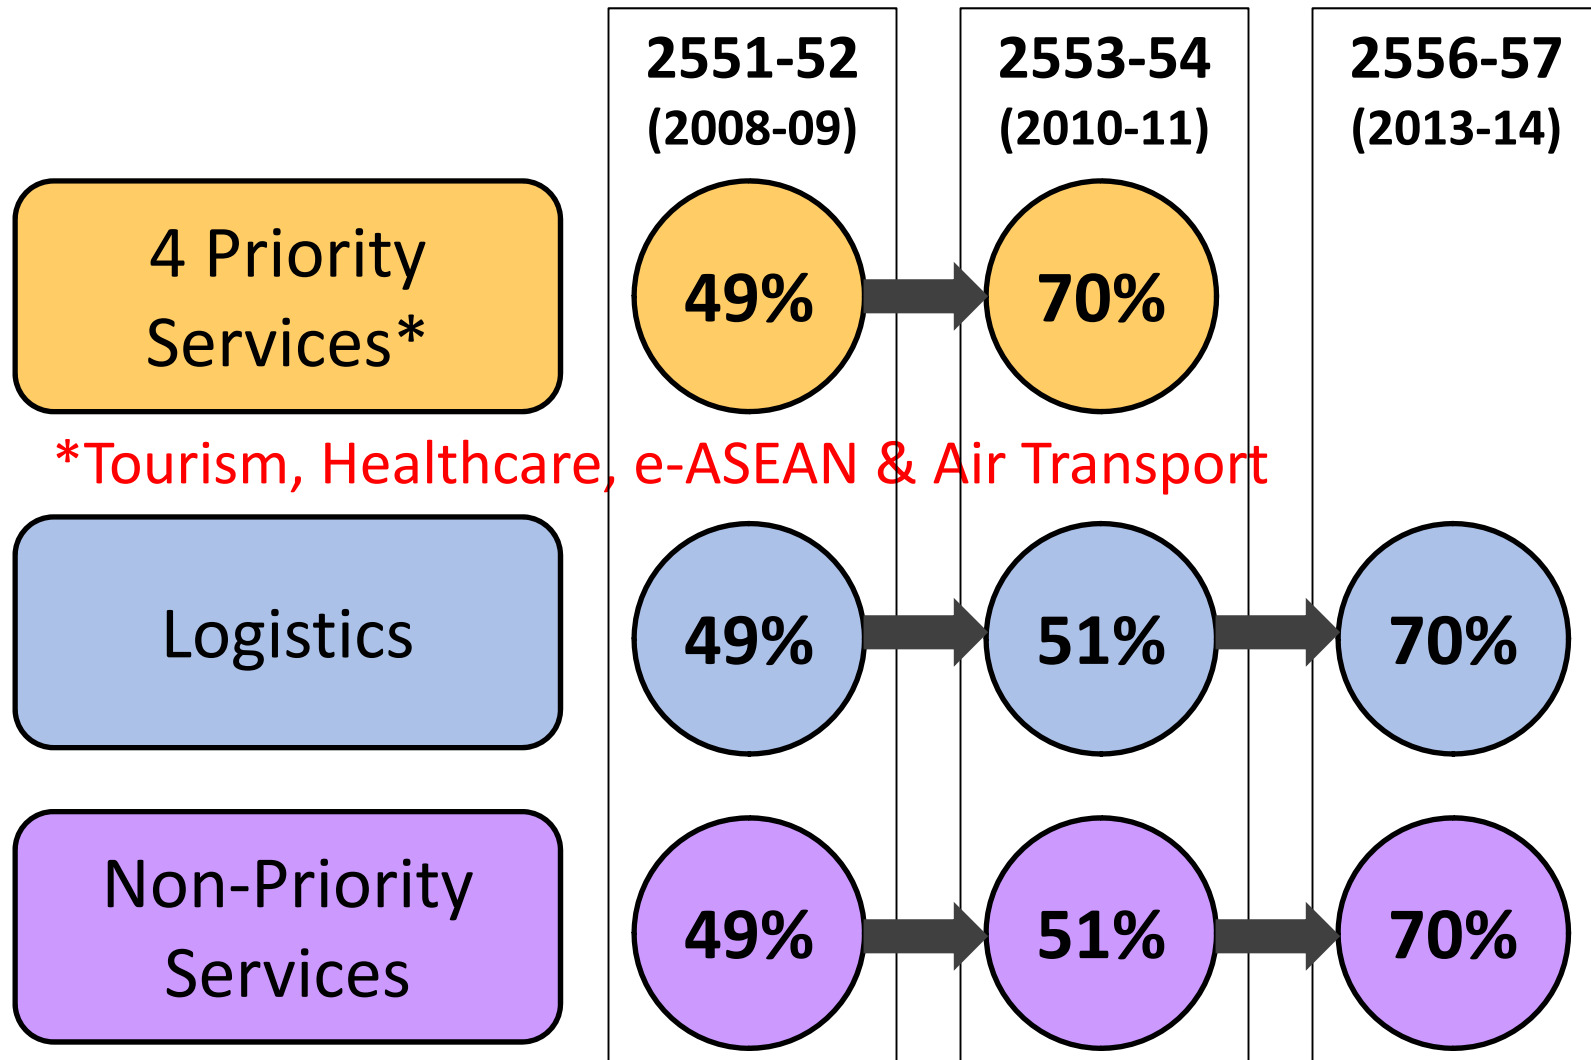 2551-52
(2008-09)
2553-54
(2010-11)
2556-57
(2013-14)
4 Priority
Services*
49%
70%
*Tourism, Healthcare, e-ASEAN & Air Transport
Logistics
49%
51%
70%
Non-Priority
Services
49%
51%
70%